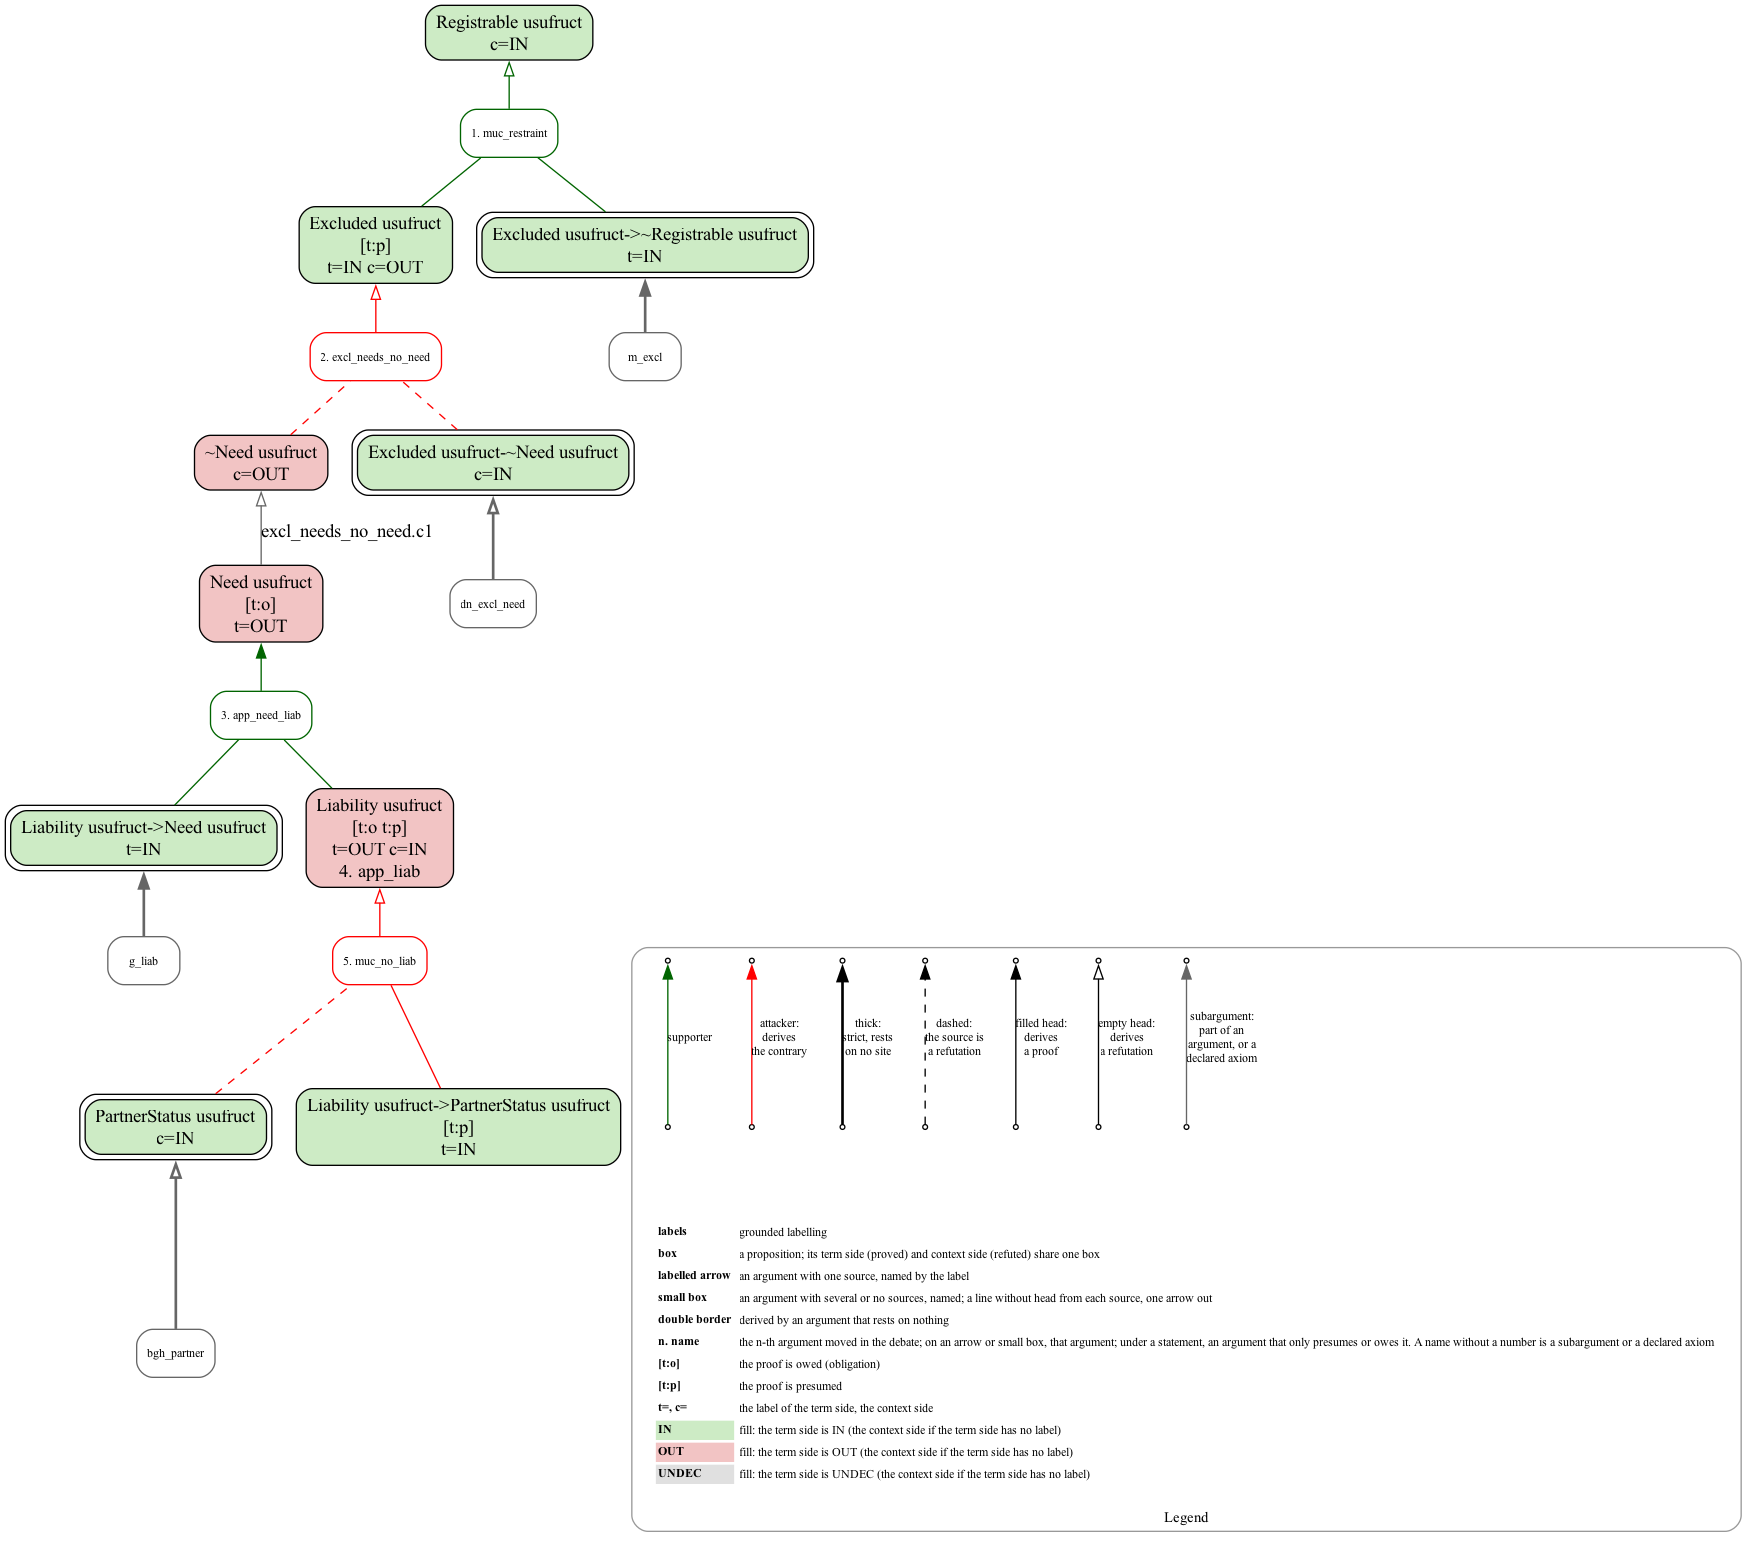 Registrable usufruct
c=IN
1. muc_restraint
Excluded usufruct
[t:p]
t=IN c=OUT
Excluded usufruct->~Registrable usufruct
t=IN
2. excl_needs_no_need
m_excl
~Need usufruct
c=OUT
Excluded usufruct-~Need usufruct
c=IN
excl_needs_no_need.c1
Need usufruct
[t:o]
t=OUT
dn_excl_need
3. app_need_liab
Liability usufruct->Need usufruct
t=IN
Liability usufruct
[t:o t:p]
t=OUT c=IN
4. app_liab
g_liab
5. muc_no_liab
PartnerStatus usufruct
c=IN
Liability usufruct->PartnerStatus usufruct
[t:p]
t=IN
bgh_partner
supporter
attacker:
derives
the contrary
thick:
strict, rests
on no site
dashed:
the source is
a refutation
filled head:
derives
a proof
empty head:
derives
a refutation
subargument:
part of an
argument, or a
declared axiom
labels grounded labelling
box a proposition; its term side (proved) and context side (refuted) share one box
labelled arrow an argument with one source, named by the label
small box an argument with several or no sources, named; a line without head from each source, one arrow out
double border derived by an argument that rests on nothing
n. name the n-th argument moved in the debate; on an arrow or small box, that argument; under a statement, an argument that only presumes or owes it. A name without a number is a subargument or a declared axiom
[t:o] the proof is owed (obligation)
[t:p] the proof is presumed
t=, c= the label of the term side, the context side
IN fill: the term side is IN (the context side if the term side has no label)
OUT fill: the term side is OUT (the context side if the term side has no label)
UNDEC fill: the term side is UNDEC (the context side if the term side has no label)
Legend